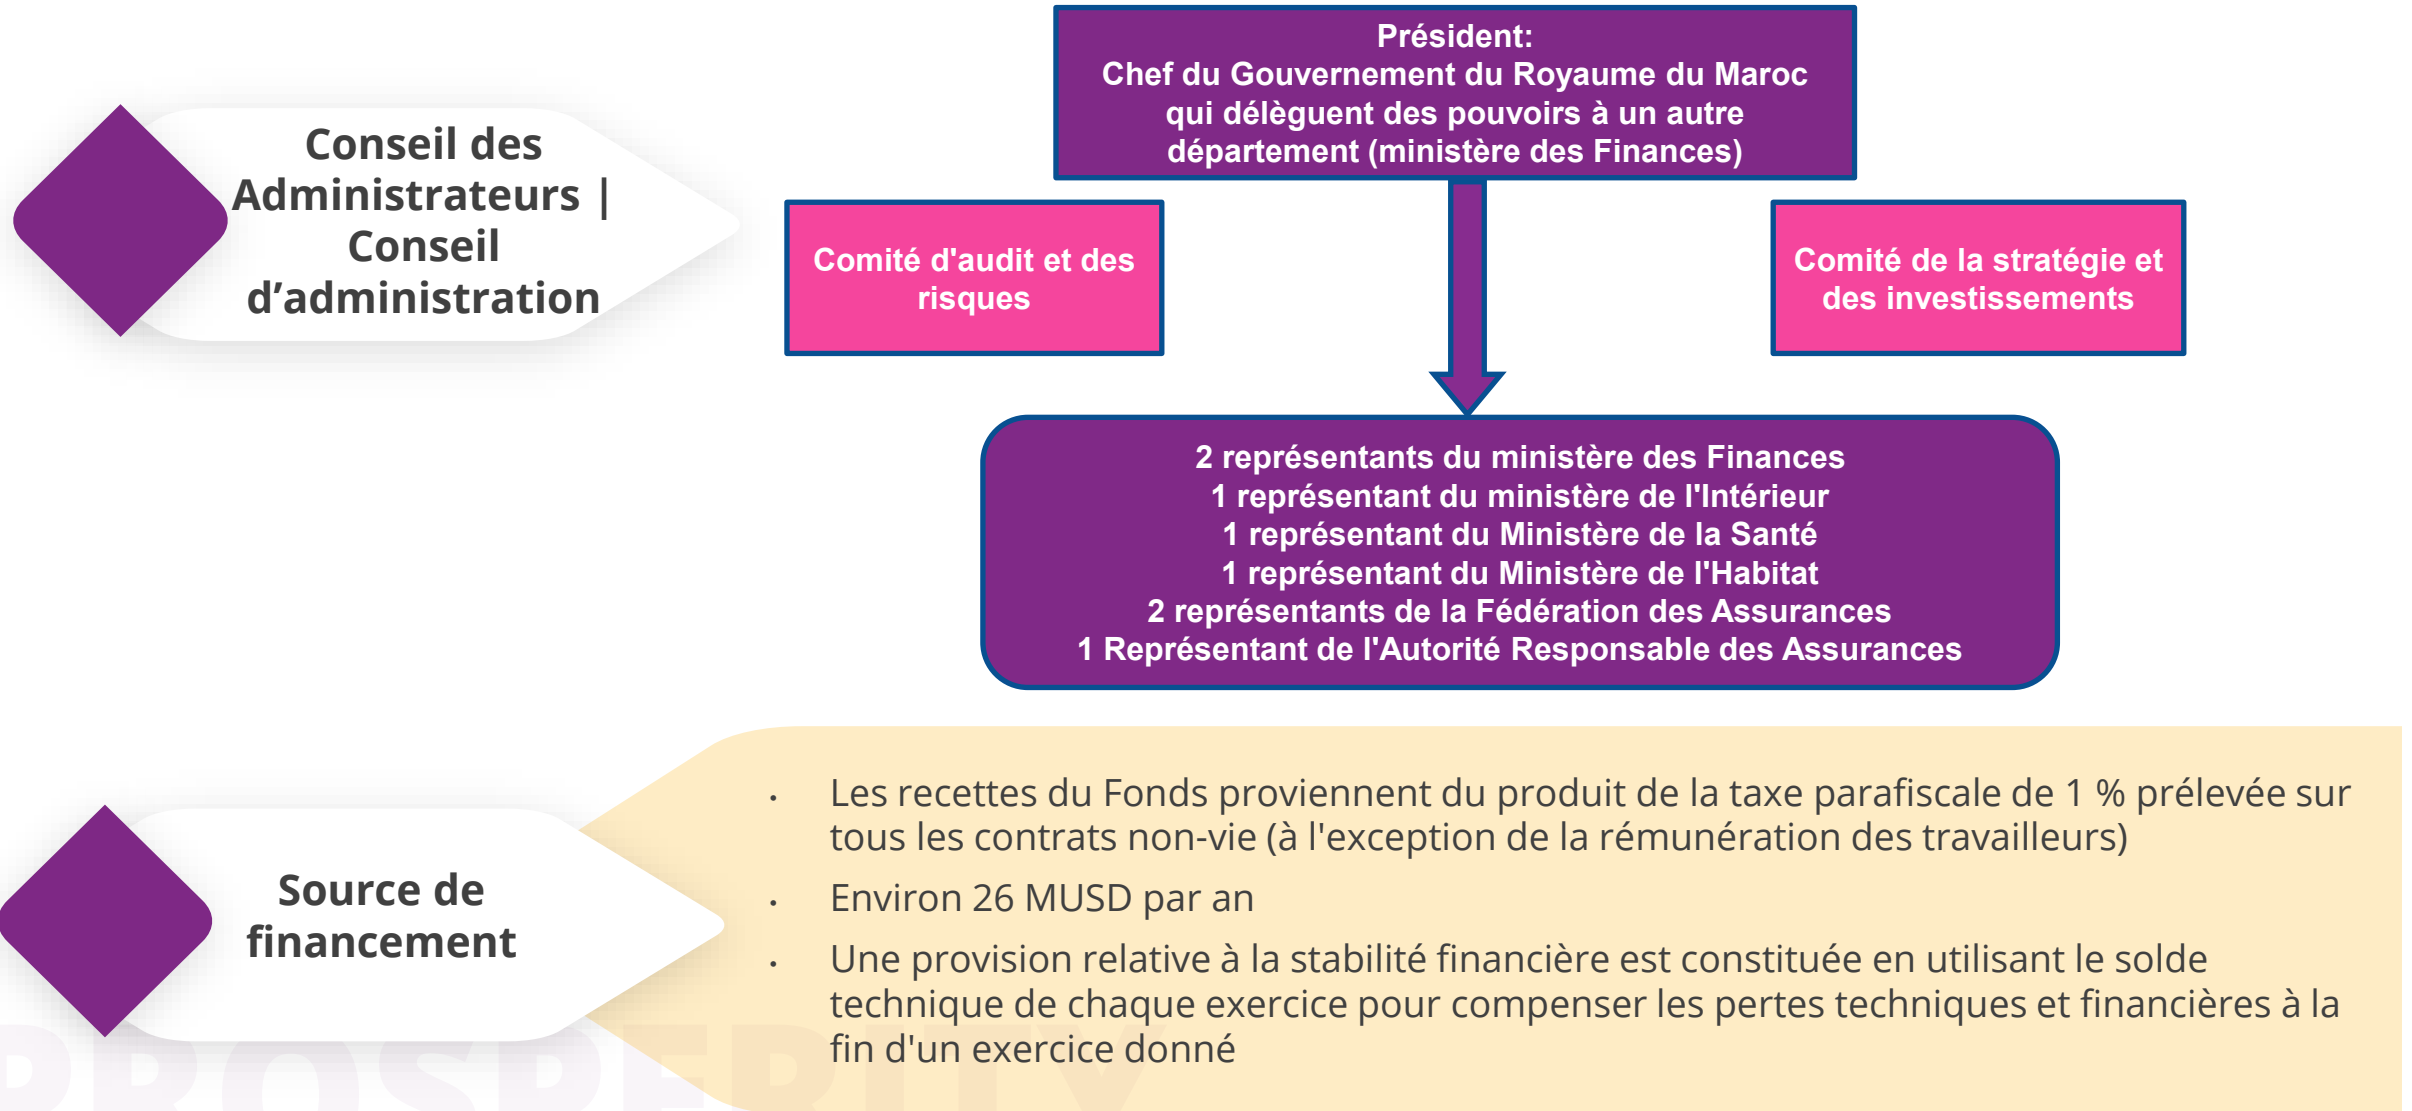 Conseil des
Administrateurs |
Conseil
d’administration
Président:
Chef du Gouvernement du Royaume du Maroc
qui délèguent des pouvoirs à un autre
département (ministère des Finances)
Comité d'audit et des
risques
Comité de la stratégie et
des investissements
2 représentants du ministère des Finances
1 représentant du ministère de l'Intérieur
1 représentant du Ministère de la Santé
1 représentant du Ministère de l'Habitat
2 représentants de la Fédération des Assurances
1 Représentant de l'Autorité Responsable des Assurances
Source de
financement
• Les recettes du Fonds proviennent du produit de la taxe parafiscale de 1 % prélevée sur
tous les contrats non-vie (à l'exception de la rémunération des travailleurs)
• Environ 26 MUSD par an
• Une provision relative à la stabilité financière est constituée en utilisant le solde
technique de chaque exercice pour compenser les pertes techniques et financières à la
fin d'un exercice donné
PROSPERITY